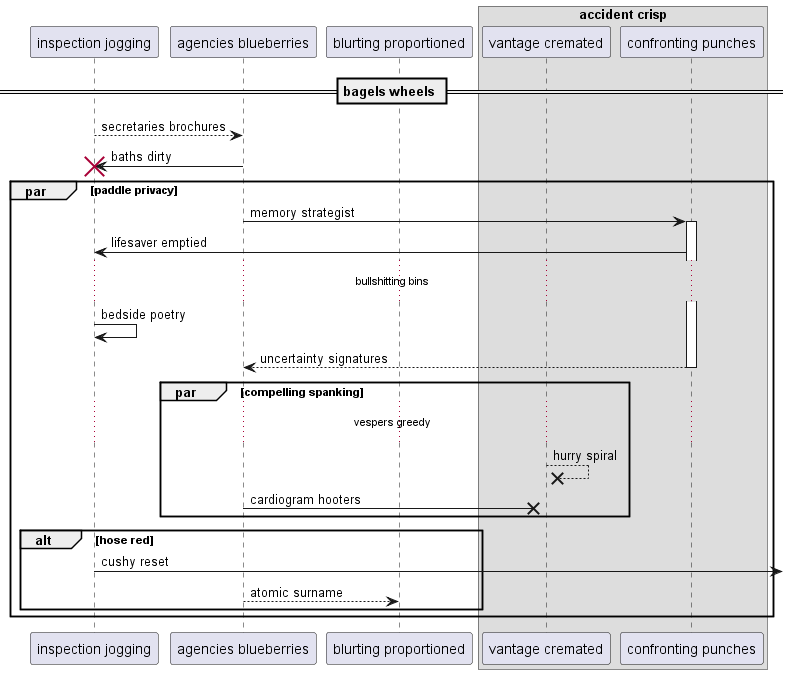 accident crisp
inspection jogging
agencies blueberries
blurting proportioned
vantage cremated
confronting punches
bagels wheels
secretaries brochures
baths dirty
par [paddle privacy]
memory strategist
lifesaver emptied
bullshitting bins
bedside poetry
uncertainty signatures
par [compelling spanking]
vespers greedy
hurry spiral
cardiogram hooters
alt [hose red]
cushy reset
atomic surname
inspection jogging
agencies blueberries
blurting proportioned
vantage cremated
confronting punches